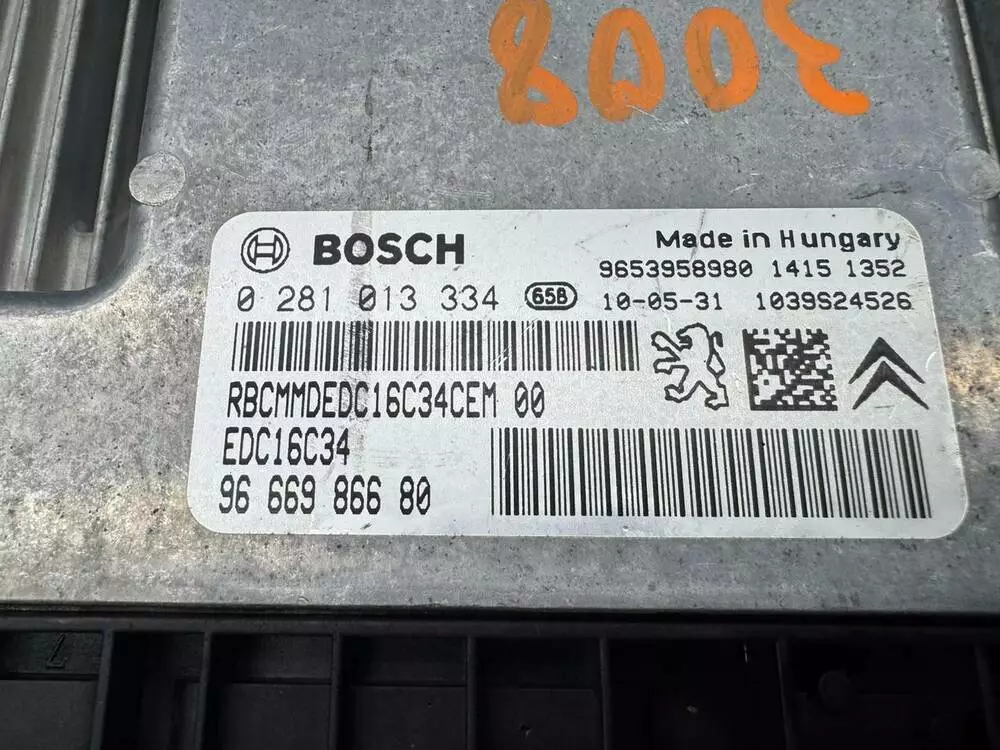 3008
BOSCH
Made in Hungary
9653958980 1415 1352
0 281 013 334 65B 10-05-31 1039S24526
RBCMMDEDC16C34CEM 00
EDC16C34
96 669 866 80